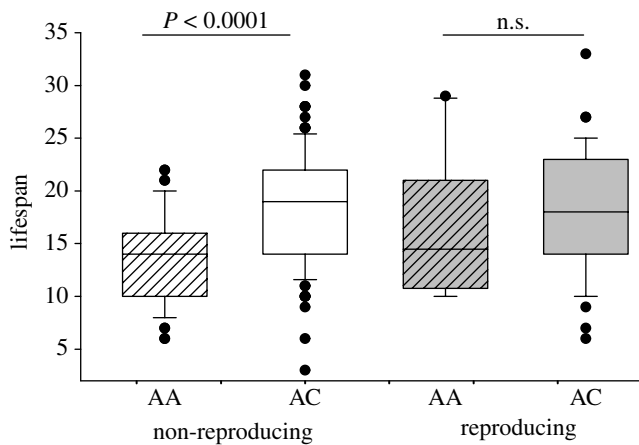 P < 0.0001
n.s.
35
30
25
20
15
10
5
lifespan
AA
AC
AA
AC
non-reproducing
reproducing